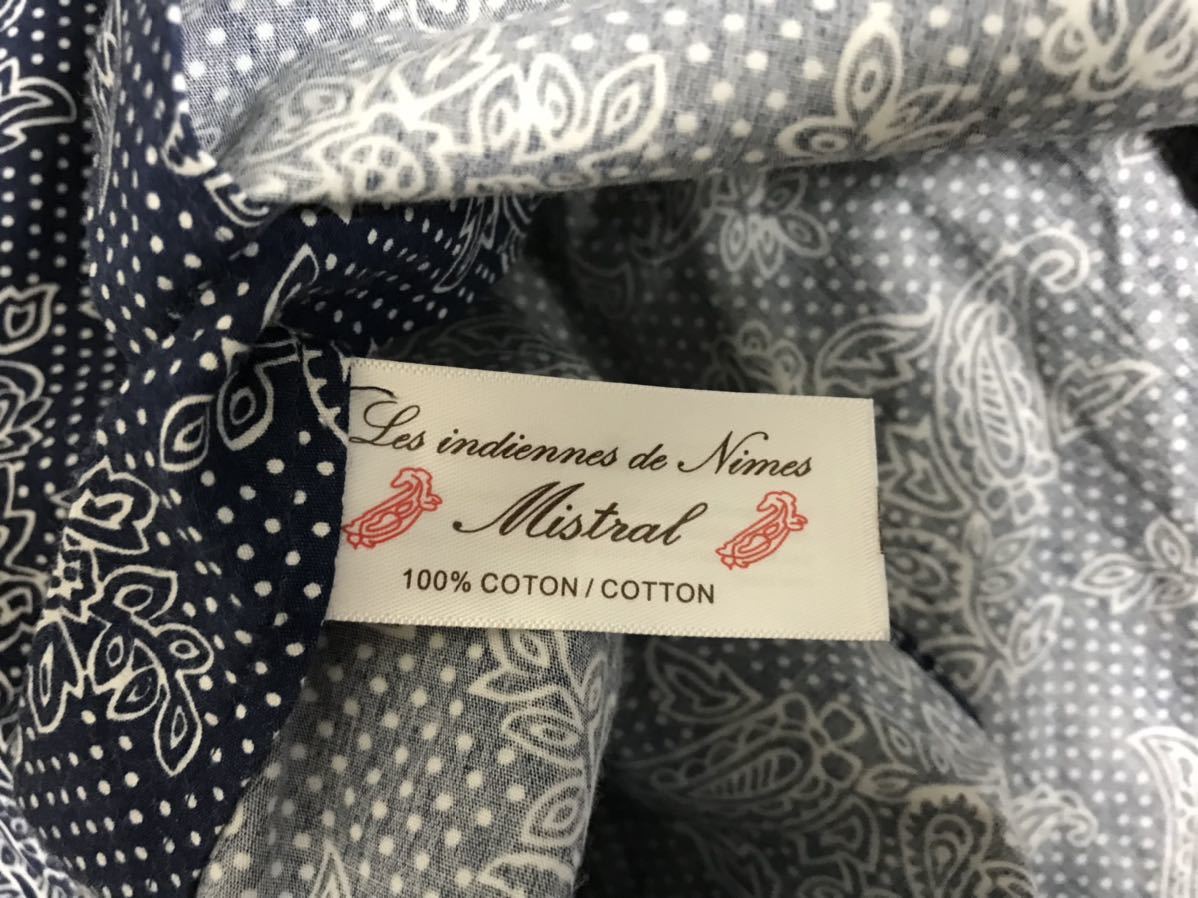 Les indiennes de Nimes
Mistral
100% COTON / COTTON